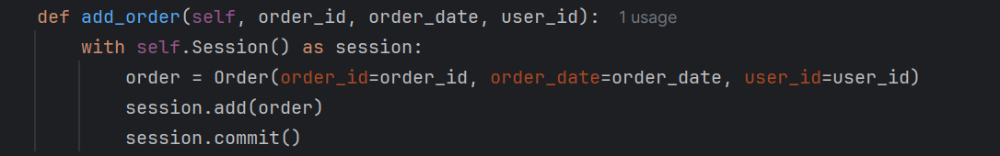 def add_order(self, order_id, order_date, user_id): 1 usage
with self.Session() as session:
order = Order(order_id=order_id, order_date=order_date, user_id=user_id)
session.add(order)
session.commit()